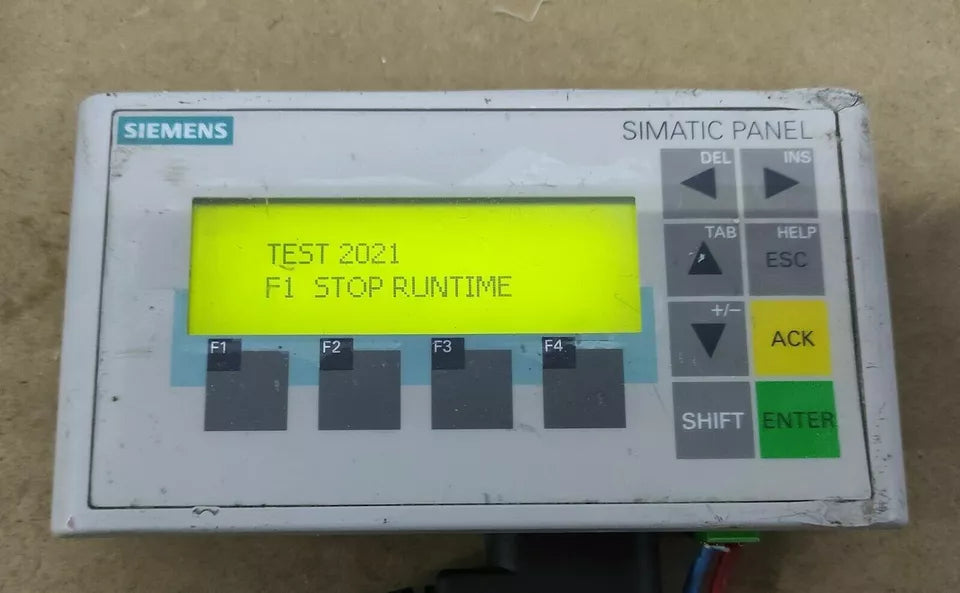 SIEMENS
SIMATIC PANEL
DEL
INS
TEST 2021
F1 STOP RUNTIME
TAB
HELP
ESC
+/−
ACK
F1
F2
F3
F4
SHIFT
ENTER